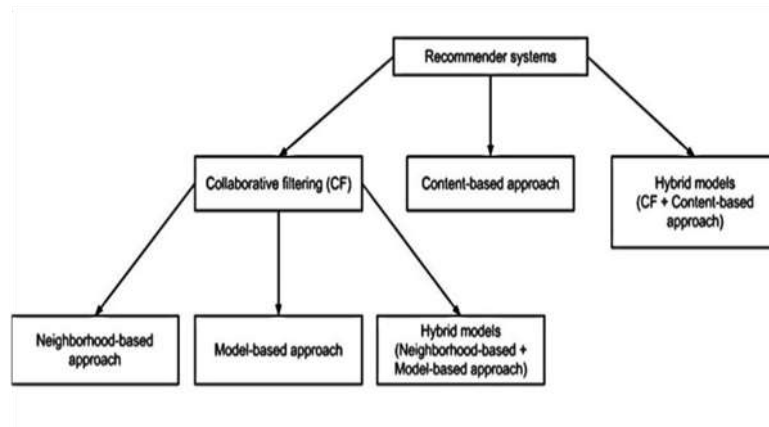 Recommender systems
Collaborative filtering (CF)
Content-based approach
Hybrid models
(CF + Content-based
approach)
Neighborhood-based
approach
Model-based approach
Hybrid models
(Neighborhood-based +
Model-based approach)